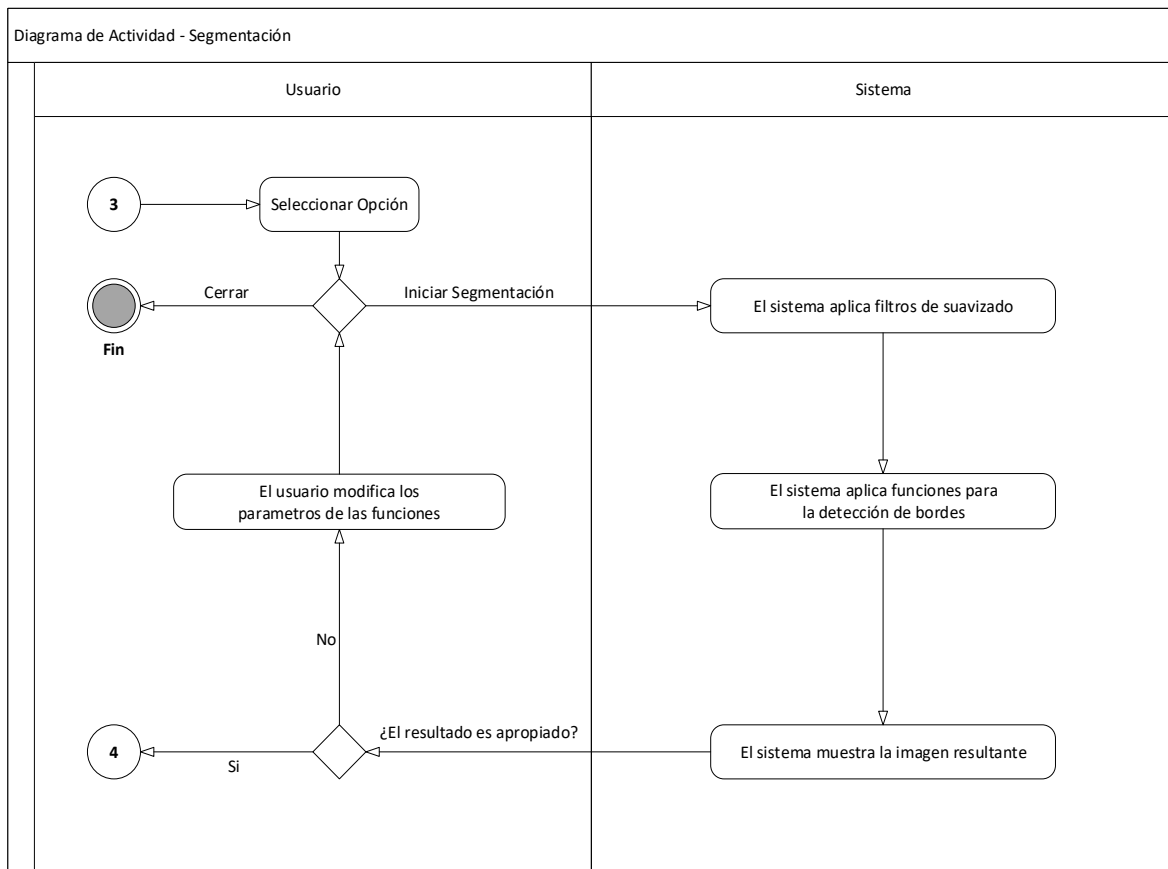 Diagrama de Actividad - Segmentación
Usuario
Sistema
3
Seleccionar Opción
Cerrar
Iniciar Segmentación
El sistema aplica filtros de suavizado
Fin
El usuario modifica los
parametros de las funciones
El sistema aplica funciones para
la detección de bordes
No
¿El resultado es apropiado?
4
Si
El sistema muestra la imagen resultante